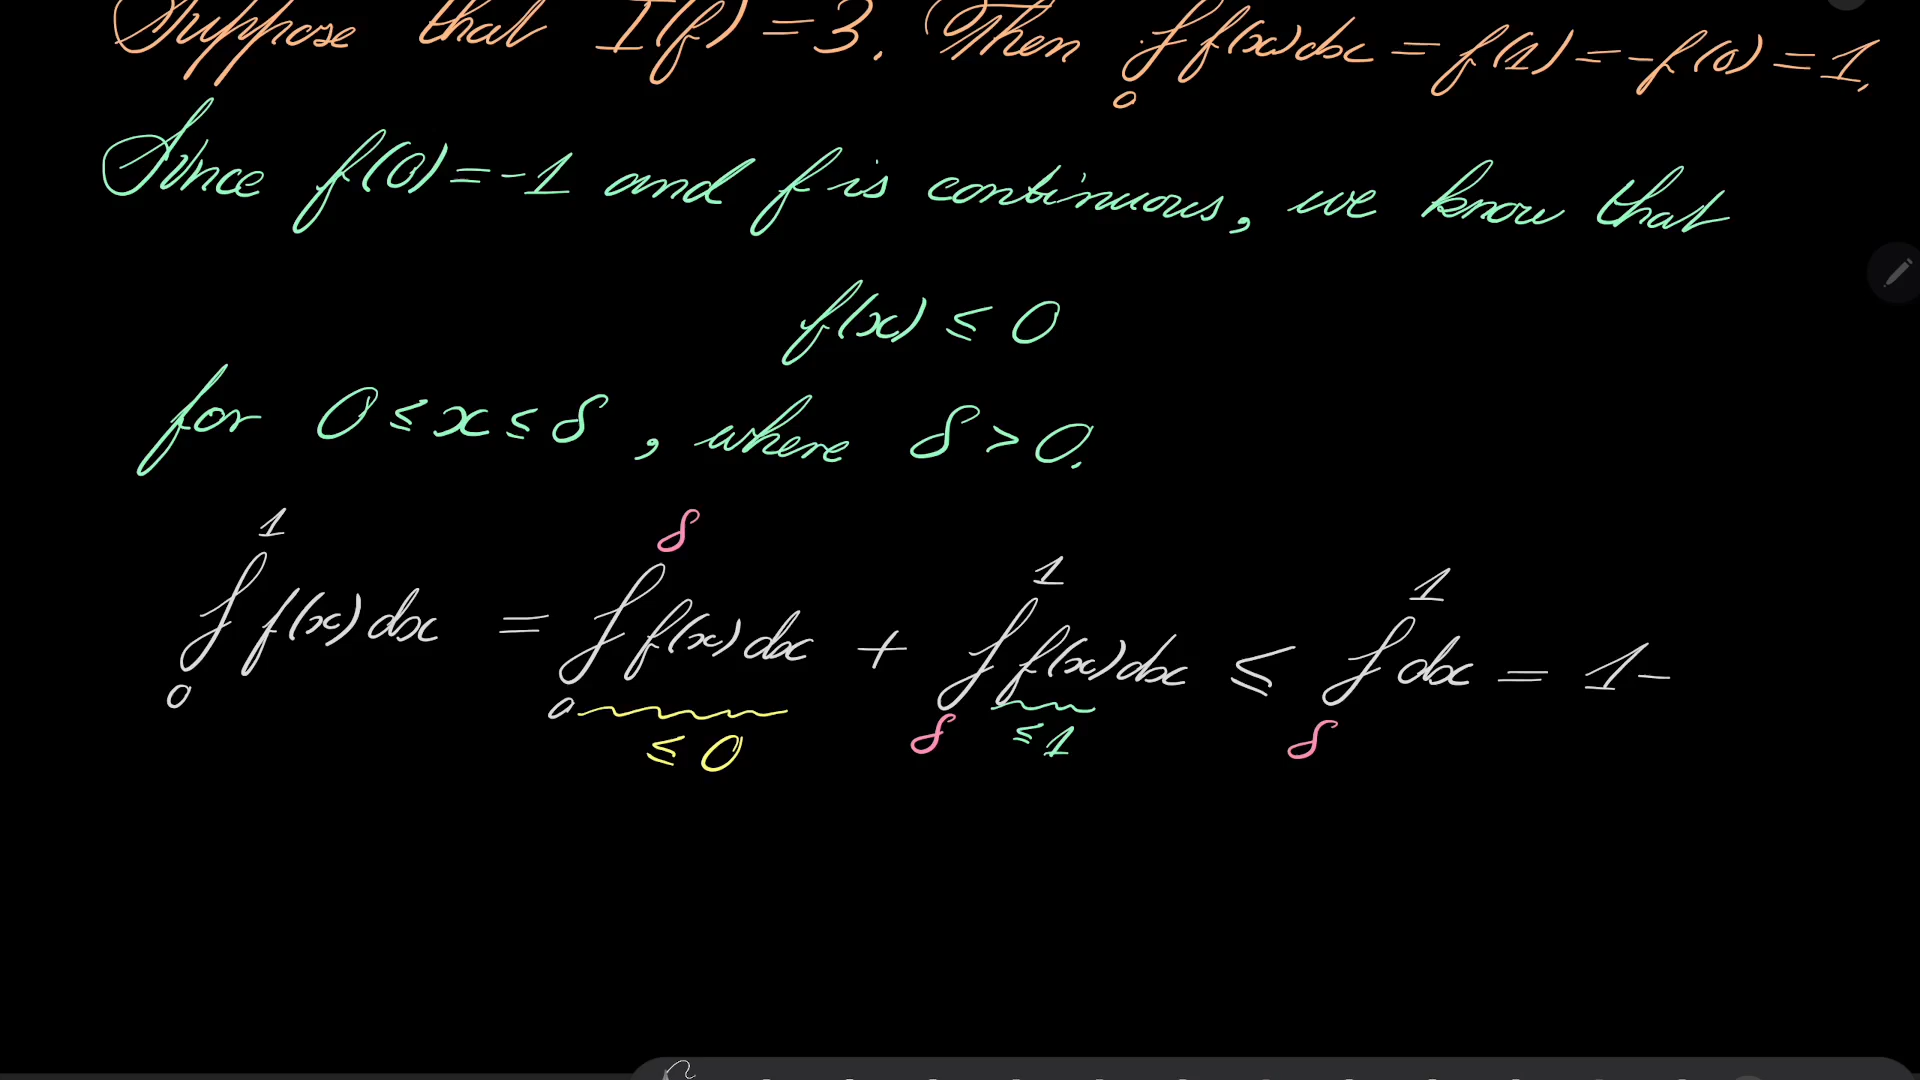 Suppose that I(f) = 3. Then ∫₀ f(x)dx = f(1) = -f(0) = 1.
Since f(0) = -1 and f is continuous, we know that
f(x) ≤ 0
for 0 ≤ x ≤ δ, where δ > 0.
∫₀¹ f(x)dx = ∫₀^δ f(x)dx + ∫_δ¹ f(x)dx ≤ ∫_δ¹ dx = 1-
≤ 0 ≤ 1